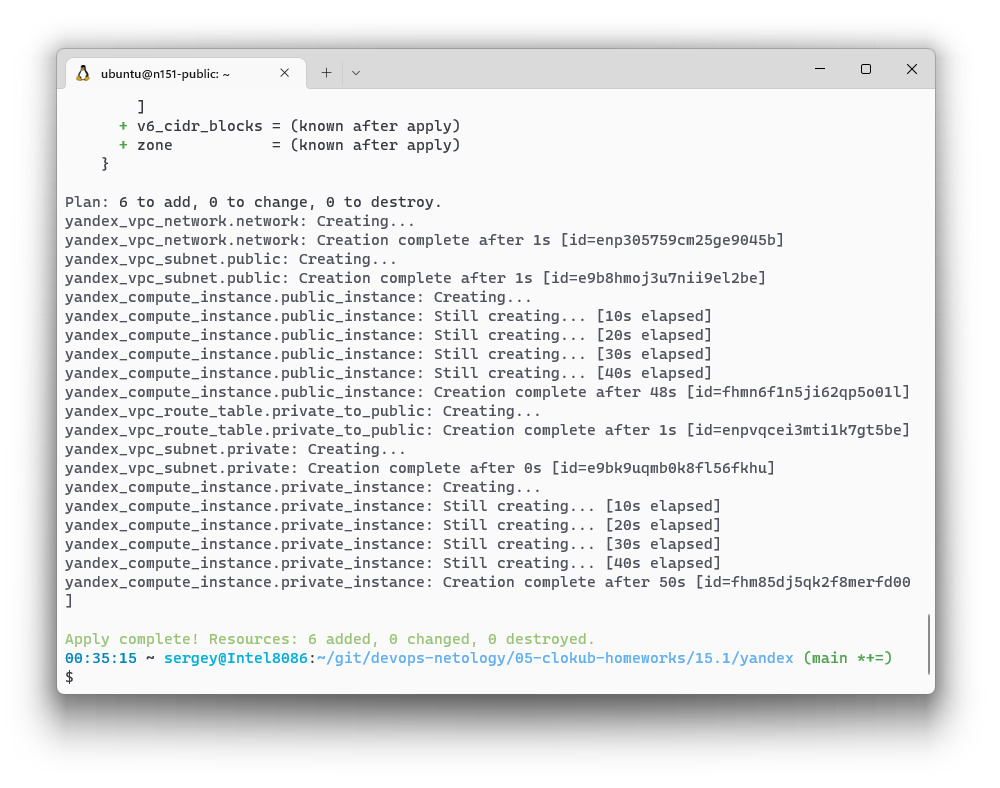 ubuntu@n151-public: ~
]
+ v6_cidr_blocks = (known after apply)
+ zone           = (known after apply)
}
Plan: 6 to add, 0 to change, 0 to destroy.
yandex_vpc_network.network: Creating...
yandex_vpc_network.network: Creation complete after 1s [id=enp305759cm25ge9045b]
yandex_vpc_subnet.public: Creating...
yandex_vpc_subnet.public: Creation complete after 1s [id=e9b8hmoj3u7nii9el2be]
yandex_compute_instance.public_instance: Creating...
yandex_compute_instance.public_instance: Still creating... [10s elapsed]
yandex_compute_instance.public_instance: Still creating... [20s elapsed]
yandex_compute_instance.public_instance: Still creating... [30s elapsed]
yandex_compute_instance.public_instance: Still creating... [40s elapsed]
yandex_compute_instance.public_instance: Creation complete after 48s [id=fhmn6f1n5ji62qp5o01l]
yandex_vpc_route_table.private_to_public: Creating...
yandex_vpc_route_table.private_to_public: Creation complete after 1s [id=enpvqcei3mti1k7gt5be]
yandex_vpc_subnet.private: Creating...
yandex_vpc_subnet.private: Creation complete after 0s [id=e9bk9uqmb0k8fl56fkhu]
yandex_compute_instance.private_instance: Creating...
yandex_compute_instance.private_instance: Still creating... [10s elapsed]
yandex_compute_instance.private_instance: Still creating... [20s elapsed]
yandex_compute_instance.private_instance: Still creating... [30s elapsed]
yandex_compute_instance.private_instance: Still creating... [40s elapsed]
yandex_compute_instance.private_instance: Creation complete after 50s [id=fhm85dj5qk2f8merfd00
]
Apply complete! Resources: 6 added, 0 changed, 0 destroyed.
00:35:15 ~ sergey@Intel8086:~/git/devops-netology/05-clokub-homeworks/15.1/yandex (main *+=)
$